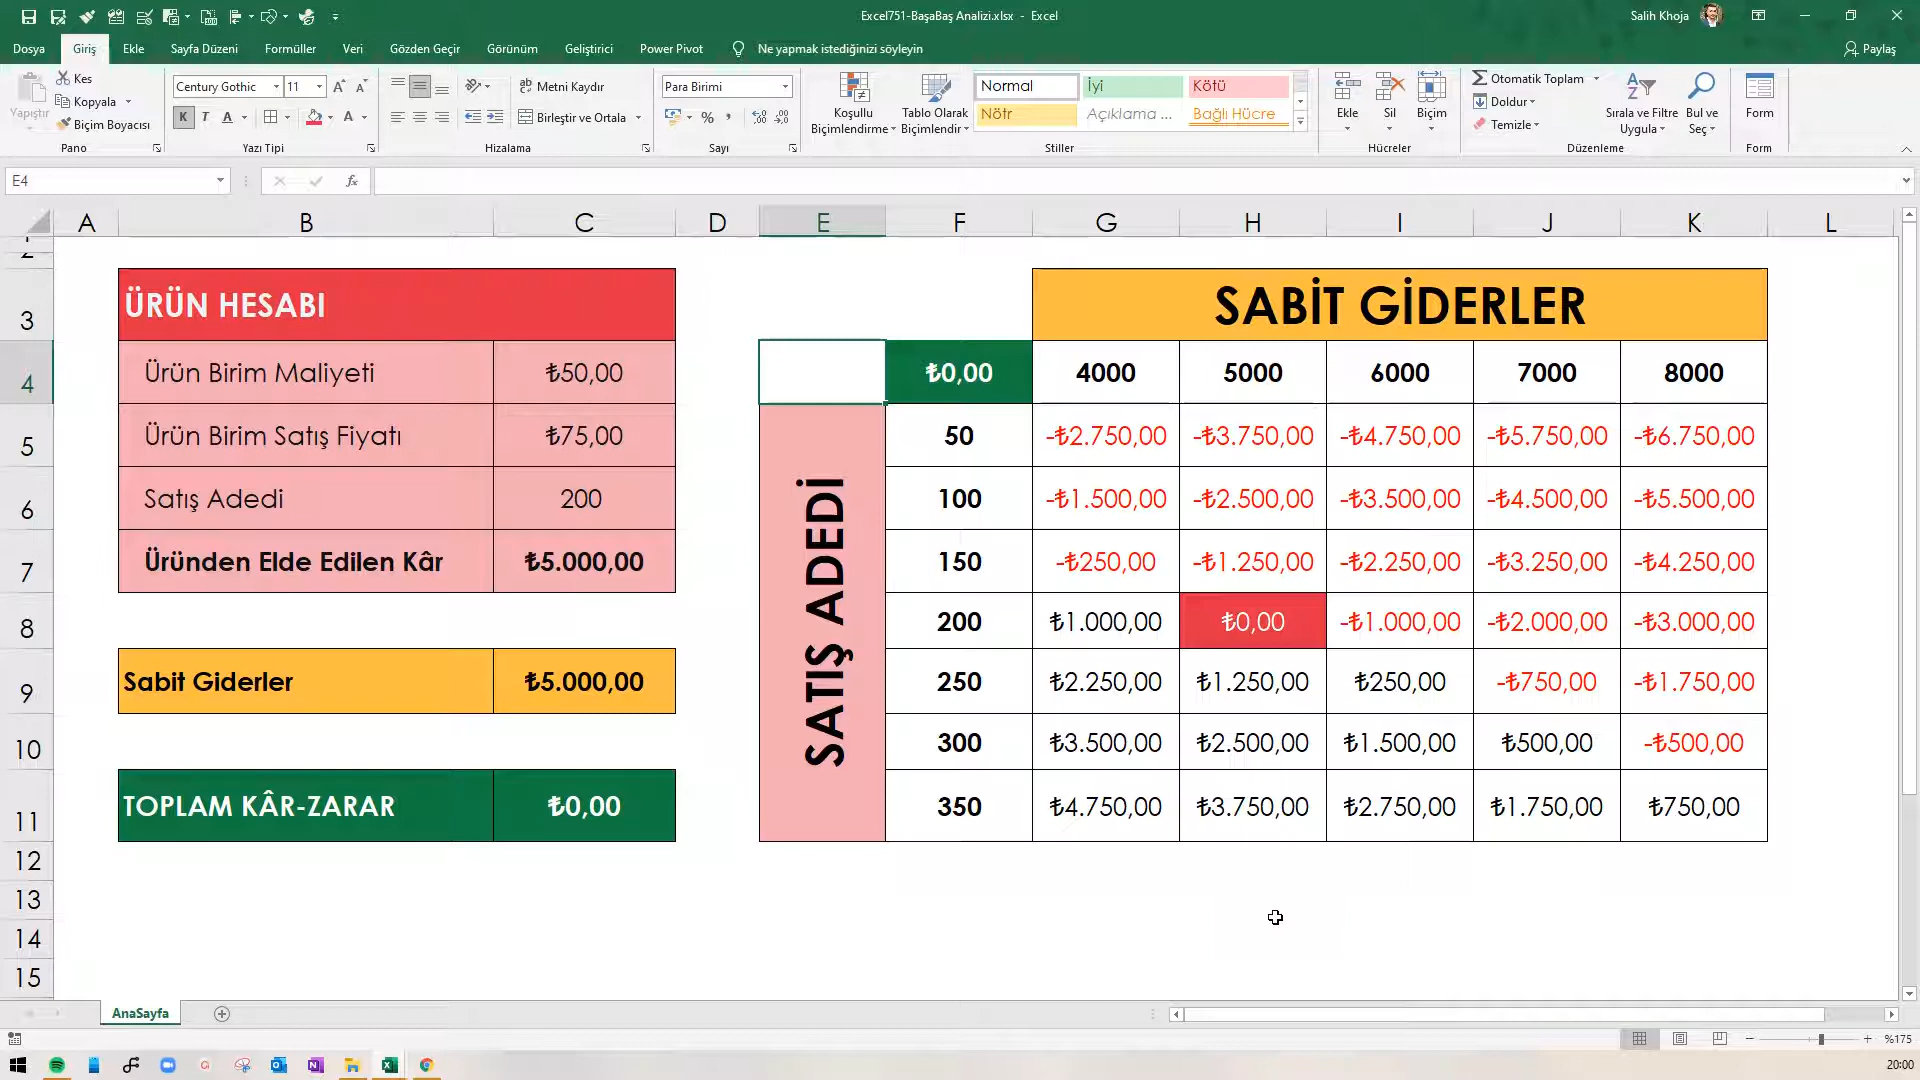 Excel751-BaşaBaş Analizi.xlsx - Excel
Salih Khoja
Dosya Giriş Ekle Sayfa Düzeni Formüller Veri Gözden Geçir Görünüm Geliştirici Power Pivot Ne yapmak istediğinizi söyleyin Paylaş
Yapıştır
Kes
Kopyala
Biçim Boyacısı
Pano
Century Gothic 11
K T A
Yazı Tipi
Metni Kaydır
Birleştir ve Ortala
Hizalama
Para Birimi
Sayı
Koşullu Biçimlendirme
Tablo Olarak Biçimlendir
Normal İyi Kötü
Nötr Açıklama ... Bağlı Hücre
Stiller
Ekle Sil Biçim
Hücreler
Otomatik Toplam
Doldur
Temizle
Sırala ve Filtre Uygula
Bul ve Seç
Düzenleme
Form
Form
E4
fx
A B C D E F G H I J K L
2
3 ÜRÜN HESABI SABİT GİDERLER
4 Ürün Birim Maliyeti ₺50,00 ₺0,00 4000 5000 6000 7000 8000
5 Ürün Birim Satış Fiyatı ₺75,00 50 -₺2.750,00 -₺3.750,00 -₺4.750,00 -₺5.750,00 -₺6.750,00
6 Satış Adedi 200 100 -₺1.500,00 -₺2.500,00 -₺3.500,00 -₺4.500,00 -₺5.500,00
7 Üründen Elde Edilen Kâr ₺5.000,00 150 -₺250,00 -₺1.250,00 -₺2.250,00 -₺3.250,00 -₺4.250,00
SATIŞ ADEDİ
8 200 ₺1.000,00 ₺0,00 -₺1.000,00 -₺2.000,00 -₺3.000,00
9 Sabit Giderler ₺5.000,00 250 ₺2.250,00 ₺1.250,00 ₺250,00 -₺750,00 -₺1.750,00
10 300 ₺3.500,00 ₺2.500,00 ₺1.500,00 ₺500,00 -₺500,00
11 TOPLAM KÂR-ZARAR ₺0,00 350 ₺4.750,00 ₺3.750,00 ₺2.750,00 ₺1.750,00 ₺750,00
12
13
14
15
AnaSayfa
%175
20:00